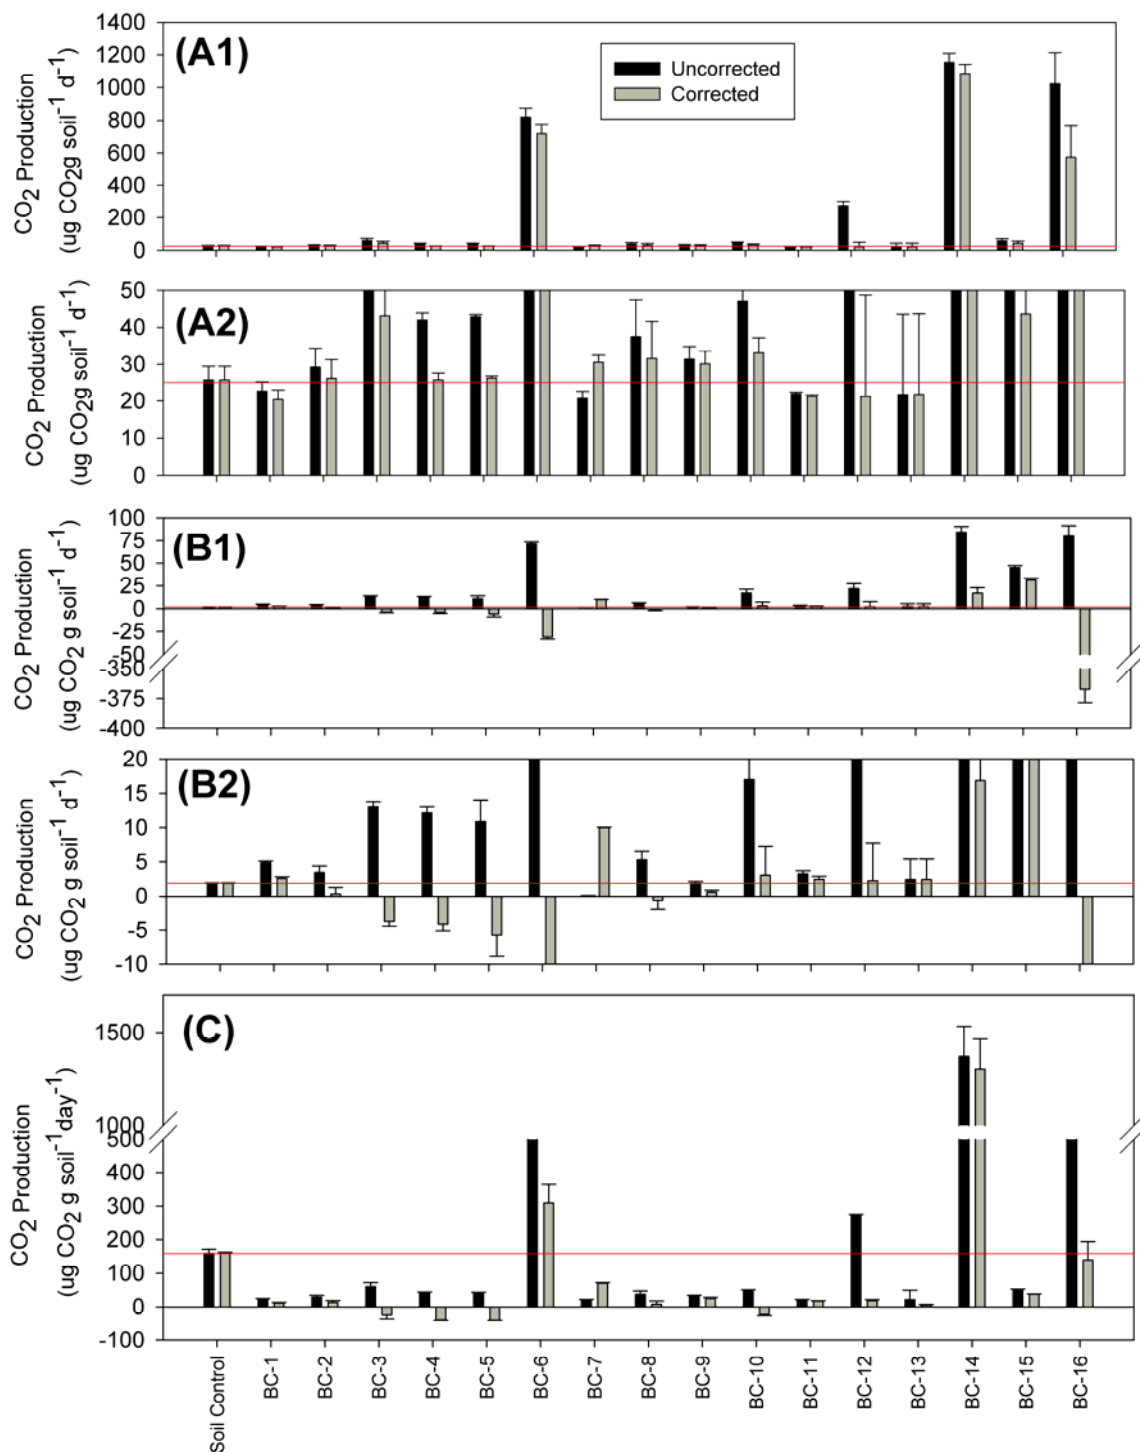 (A1)
Uncorrected
Corrected
CO2 Production
(ug CO2g soil⁻¹ d⁻¹)
1400
1200
1000
800
600
400
200
0
(A2)
CO2 Production
(ug CO2g soil⁻¹ d⁻¹)
50
40
30
20
10
0
(B1)
CO2 Production
(ug CO2 g soil⁻¹ d⁻¹)
100
75
50
25
0
-25
-50
-350
-375
-400
(B2)
CO2 Production
(ug CO2 g soil⁻¹ d⁻¹)
20
15
10
5
0
-5
-10
(C)
CO2 Production
(ug CO2 g soil⁻¹day⁻¹)
1500
1000
500
400
300
200
100
0
-100
Soil Control
BC-1
BC-2
BC-3
BC-4
BC-5
BC-6
BC-7
BC-8
BC-9
BC-10
BC-11
BC-12
BC-13
BC-14
BC-15
BC-16